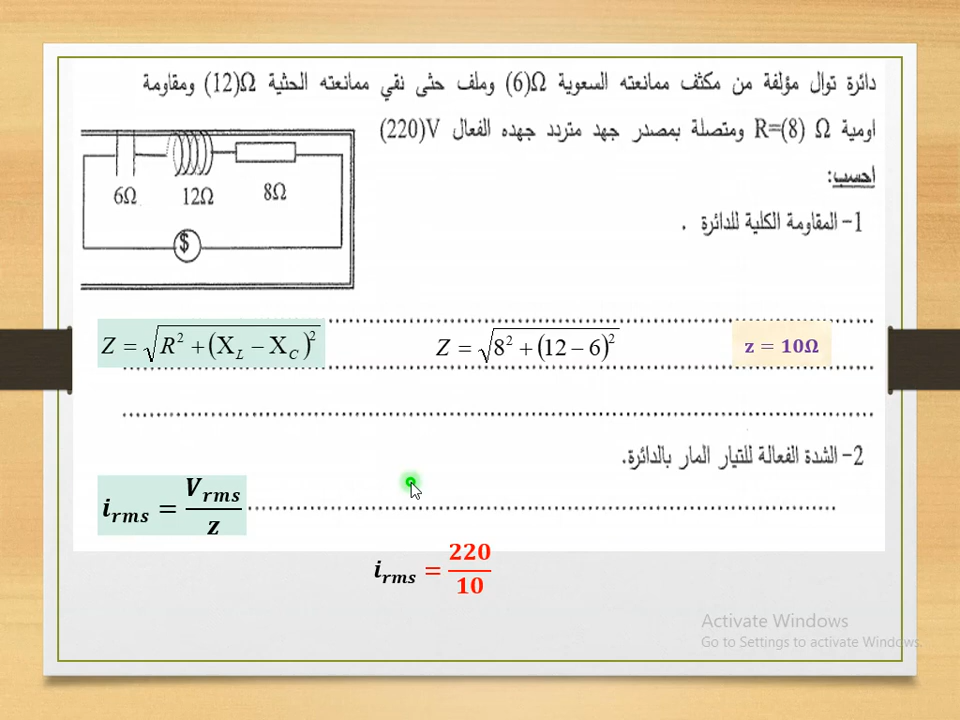 دائرة توال مؤلفة من مكثف ممانعته السعوية (6)Ω وملف حثى نقي ممانعته الحثية (12)Ω ومقاومة
اومية R=(8) Ω ومتصلة بمصدر جهد متردد جهده الفعال (220)V
احسب:
1- المقاومة الكلية للدائرة .
6Ω 12Ω 8Ω
$
Z = √(R² + (X_L – X_C)²) Z = √(8² + (12 – 6)²) z = 10Ω
2- الشدة الفعالة للتيار المار بالدائرة.
i_rms = V_rms / z
i_rms = 220 / 10
Activate Windows
Go to Settings to activate Windows.